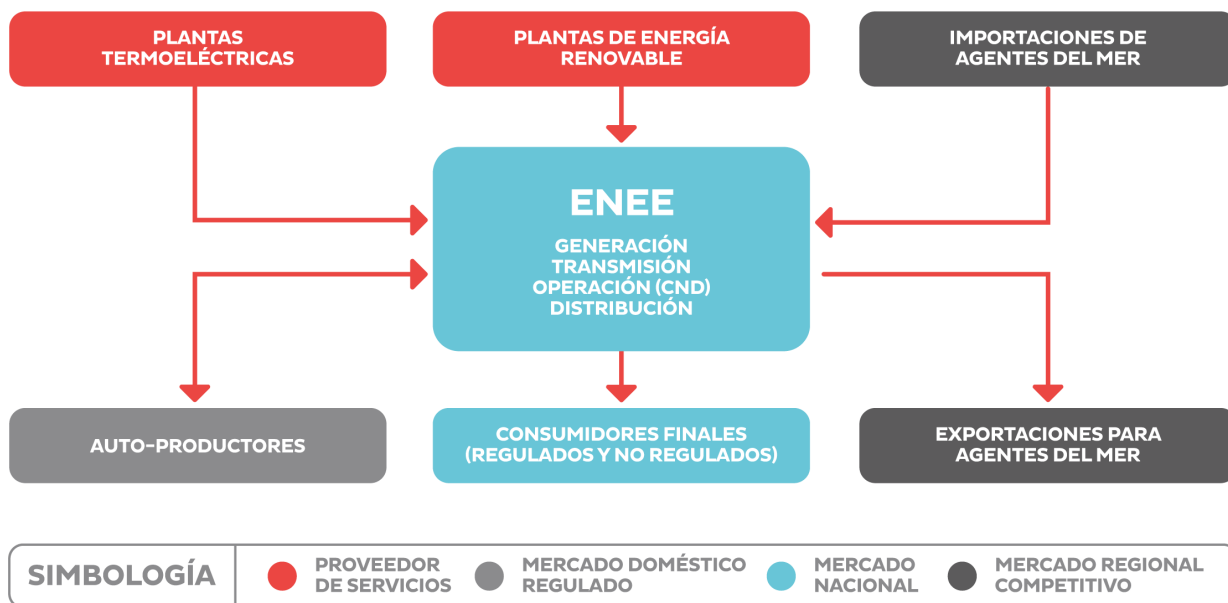 PLANTAS
TERMOELÉCTRICAS
PLANTAS DE ENERGÍA
RENOVABLE
IMPORTACIONES DE
AGENTES DEL MER
ENEE
GENERACIÓN
TRANSMISIÓN
OPERACIÓN (CND)
DISTRIBUCIÓN
AUTO-PRODUCTORES
CONSUMIDORES FINALES
(REGULADOS Y NO REGULADOS)
EXPORTACIONES PARA
AGENTES DEL MER
SIMBOLOGÍA
PROVEEDOR
DE SERVICIOS
MERCADO DOMÉSTICO
REGULADO
MERCADO
NACIONAL
MERCADO REGIONAL
COMPETITIVO